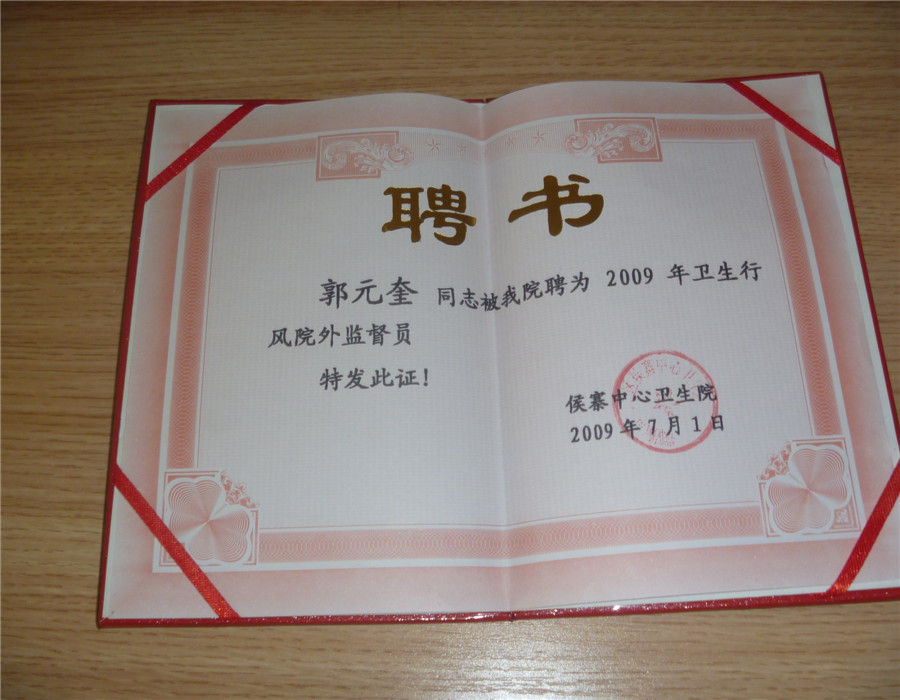 聘书
郭元奎 同志被我院聘为 2009 年卫生行
风院外监督员
特发此证!
侯寨中心卫生院
2009 年 7 月 1 日